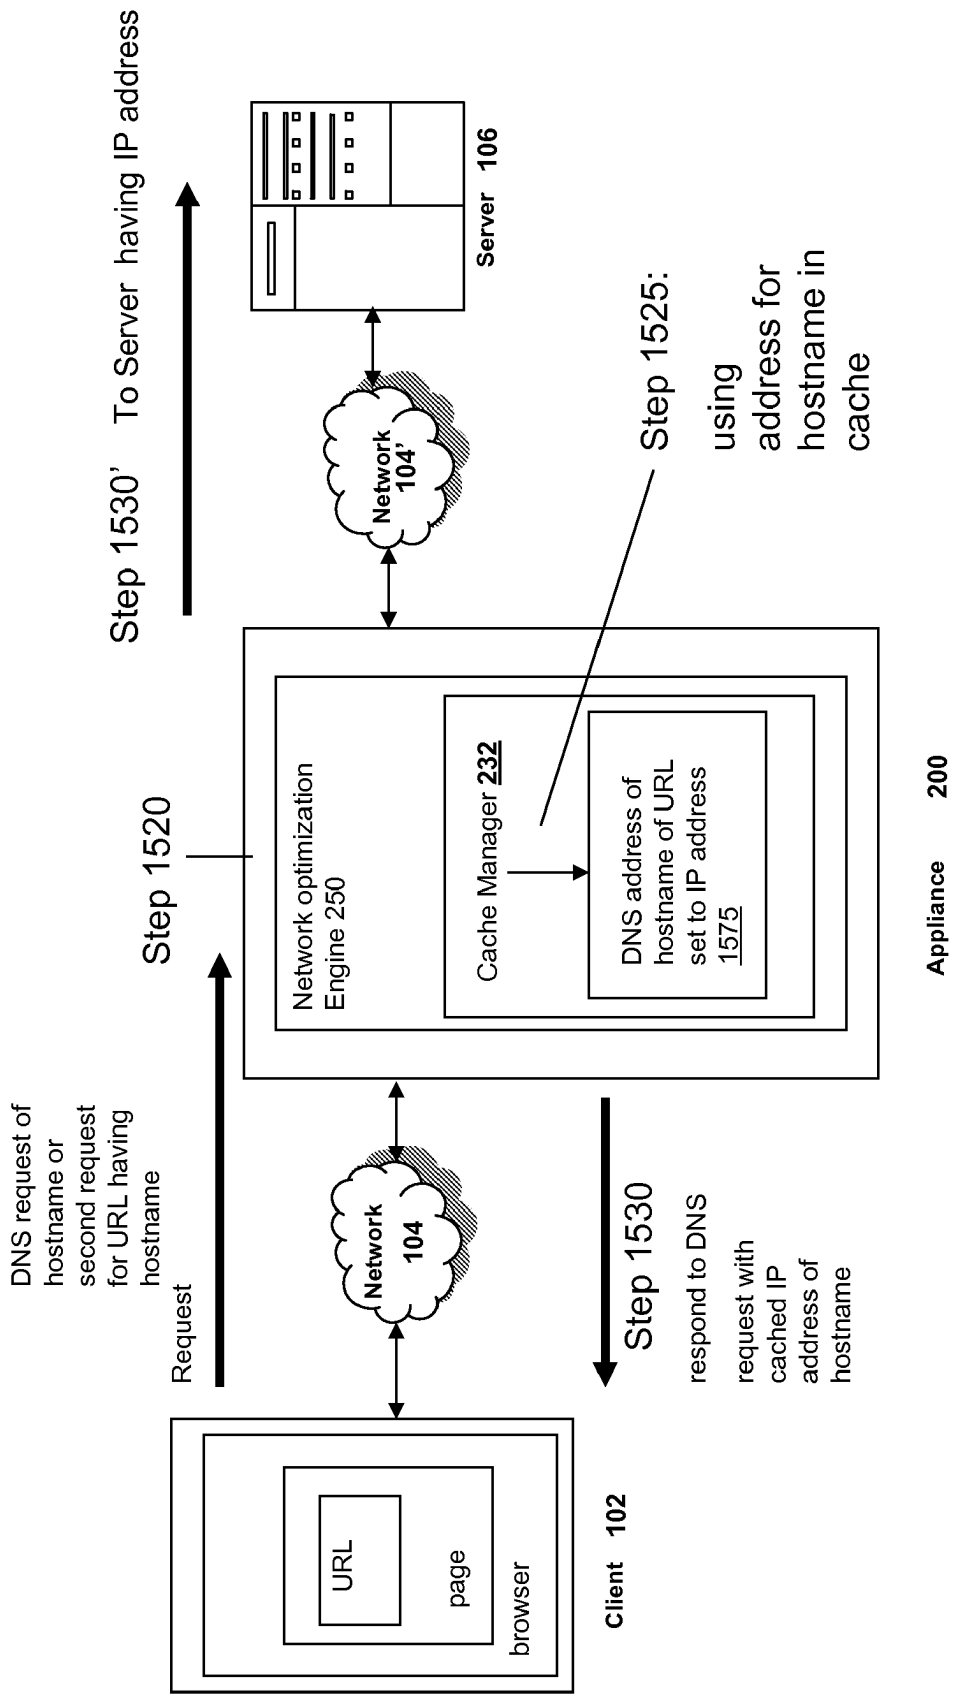 DNS request of
hostname or
second request
for URL having
hostname
Request
Step 1520
Step 1530’ To Server having IP address
URL
page
browser
Client 102
Network
104
Network optimization
Engine 250
Cache Manager 232
DNS address of
hostname of URL
set to IP address
1575
Appliance 200
Network
104’
Server 106
Step 1525:
using
address for
hostname in
cache
Step 1530
respond to DNS
request with
cached IP
address of
hostname